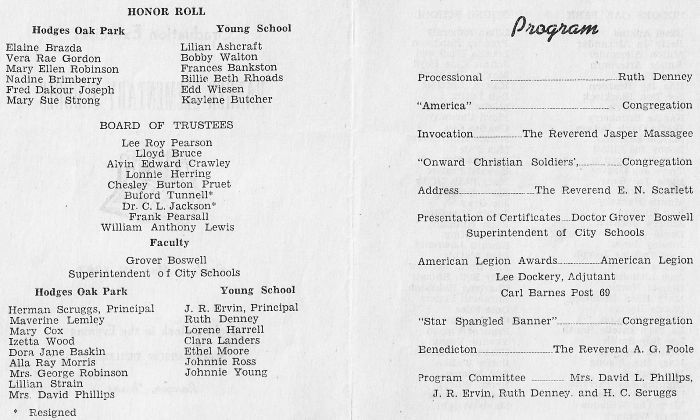 HONOR ROLL
Hodges Oak Park
Elaine Brazda
Vera Rae Gordon
Mary Ellen Robinson
Nadine Brimberry
Fred Dakour Joseph
Mary Sue Strong
Young School
Lilian Ashcraft
Bobby Walton
Frances Bankston
Billie Beth Rhoads
Edd Wiesen
Kaylene Butcher
BOARD OF TRUSTEES
Lee Roy Pearson
Lloyd Bruce
Alvin Edward Crawley
Lonnie Herring
Chesley Burton Pruet
Buford Tunnell*
Dr. C. L. Jackson*
Frank Pearsall
William Anthony Lewis
Faculty
Grover Boswell
Superintendent of City Schools
Hodges Oak Park
Herman Scruggs, Principal
Maverine Lemley
Mary Cox
Izetta Wood
Dora Jane Baskin
Alla Ray Morris
Mrs. George Robinson
Lillian Strain
Mrs. David Phillips
Young School
J. R. Ervin, Principal
Ruth Denney
Lorene Harrell
Clara Landers
Ethel Moore
Johnnie Ross
Johnnie Young
* Resigned
Program
Processional ........ Ruth Denney
"America" ........ Congregation
Invocation ........ The Reverend Jasper Massagee
"Onward Christian Soldiers', ........ Congregation
Address ........ The Reverend E. N. Scarlett
Presentation of Certificates ... Doctor Grover Boswell
Superintendent of City Schools
American Legion Awards ........ American Legion
Lee Dockery, Adjutant
Carl Barnes Post 69
"Star Spangled Banner" ........ Congregation
Benedicton ........ The Reverend A. G. Poole
Program Committee ...... Mrs. David L. Phillips,
J. R. Ervin, Ruth Denney. and H. C. Scruggs